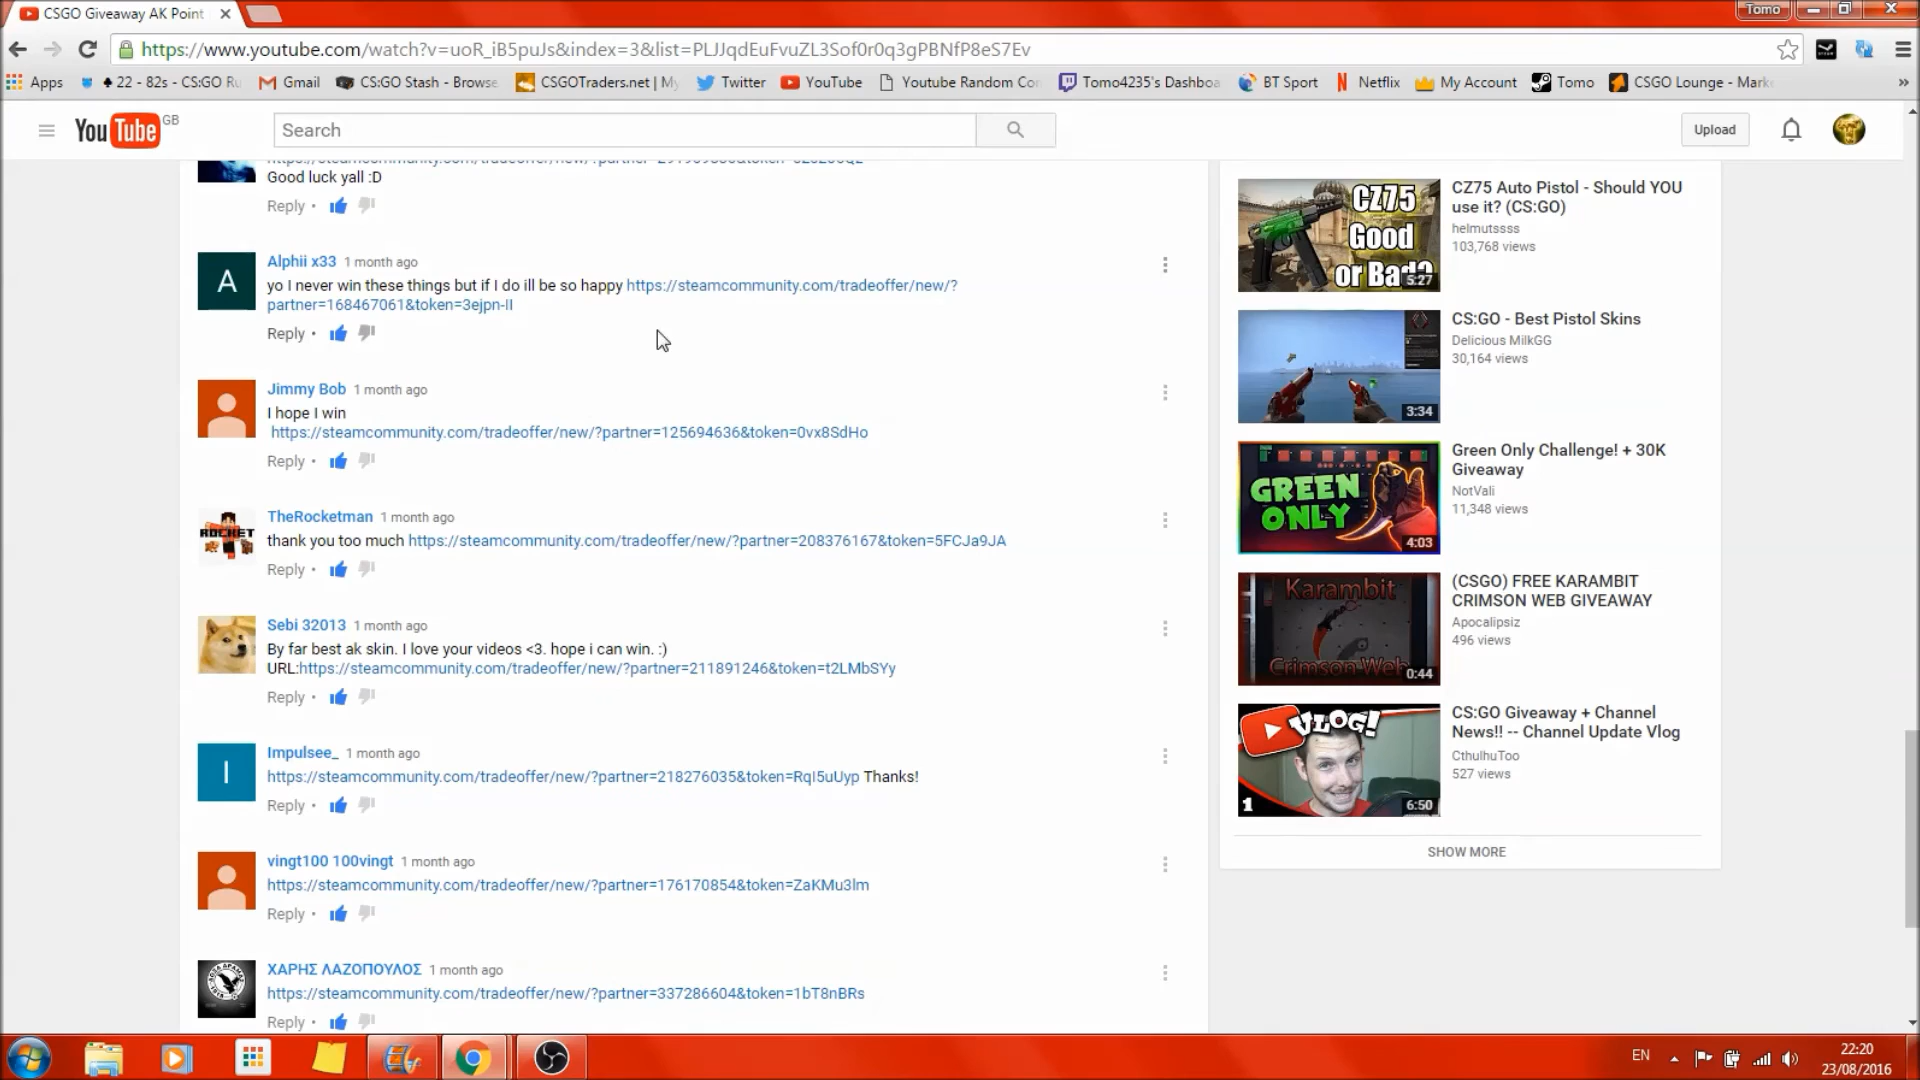 CSGO Giveaway AK Point
Tomo
https://www.youtube.com/watch?v=uoR_iB5puJs&index=3&list=PLJJqdEuFvuZL3Sof0r0q3gPBNfP8eS7Ev
Apps
22 - 82s - CS:GO Ru
Gmail
CS:GO Stash - Browse
CSGOTraders.net | My
Twitter
YouTube
Youtube Random Con
Tomo4235's Dashboa
BT Sport
Netflix
My Account
Tomo
CSGO Lounge - Marke
YouTube GB
Search
Upload
Good luck yall :D
Reply
Alphii x33 1 month ago
yo I never win these things but if I do ill be so happy https://steamcommunity.com/tradeoffer/new/?
partner=168467061&token=3ejpn-II
Reply
Jimmy Bob 1 month ago
I hope I win
https://steamcommunity.com/tradeoffer/new/?partner=125694636&token=0vx8SdHo
Reply
ROCKET
TheRocketman 1 month ago
thank you too much https://steamcommunity.com/tradeoffer/new/?partner=208376167&token=5FCJa9JA
Reply
Sebi 32013 1 month ago
By far best ak skin. I love your videos <3. hope i can win. :)
URL:https://steamcommunity.com/tradeoffer/new/?partner=211891246&token=t2LMbSYy
Reply
Impulsee_ 1 month ago
https://steamcommunity.com/tradeoffer/new/?partner=218276035&token=RqI5uUyp Thanks!
Reply
vingt100 100vingt 1 month ago
https://steamcommunity.com/tradeoffer/new/?partner=176170854&token=ZaKMu3lm
Reply
ΧΑΡΗΣ ΛΑΖΟΠΟΥΛΟΣ 1 month ago
https://steamcommunity.com/tradeoffer/new/?partner=337286604&token=1bT8nBRs
Reply
A
I
CZ75
Good
or Bad?
5:27
CZ75 Auto Pistol - Should YOU
use it? (CS:GO)
helmutssss
103,768 views
3:34
CS:GO - Best Pistol Skins
Delicious MilkGG
30,164 views
GREEN
ONLY
4:03
Green Only Challenge! + 30K
Giveaway
NotVali
11,348 views
Karambit
Crimson Web
0:44
(CSGO) FREE KARAMBIT
CRIMSON WEB GIVEAWAY
Apocalipsiz
496 views
VLOG!
1
6:50
CS:GO Giveaway + Channel
News!! -- Channel Update Vlog
CthulhuToo
527 views
SHOW MORE
EN
22:20
23/08/2016